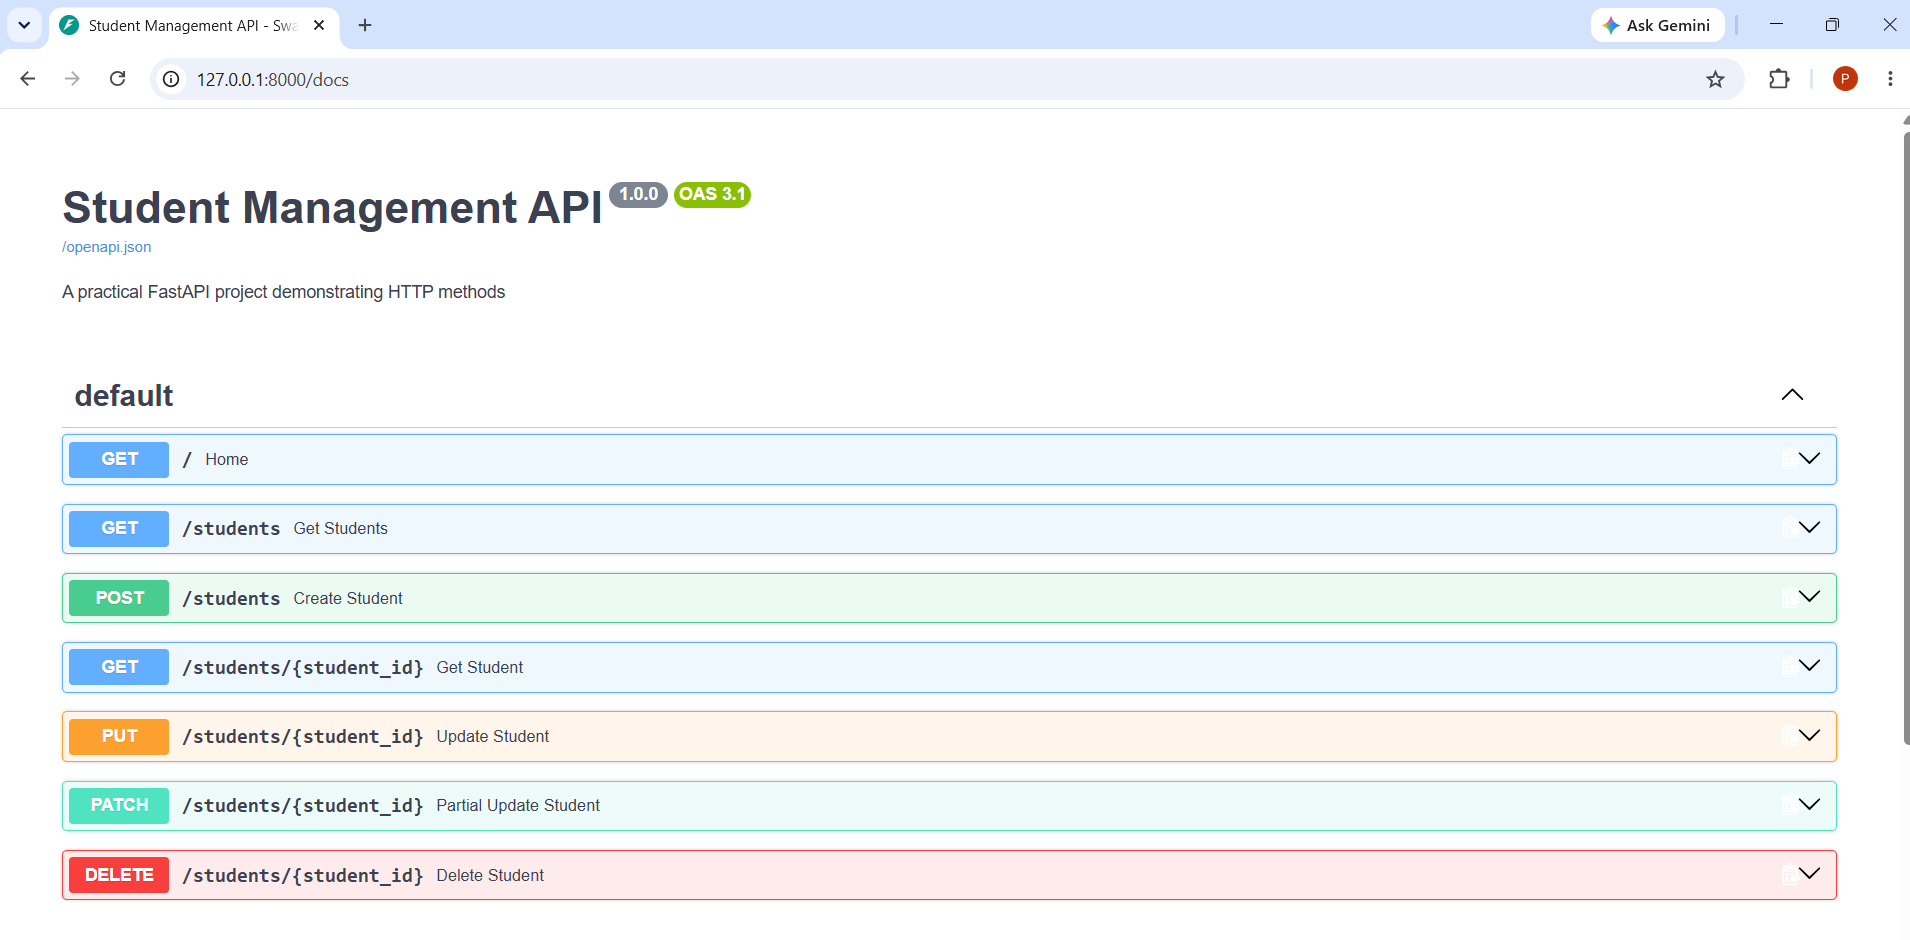 Student Management API - Swa
Ask Gemini
127.0.0.1:8000/docs
P
Student Management API 1.0.0 OAS 3.1
/openapi.json
A practical FastAPI project demonstrating HTTP methods
default
GET / Home
GET /students Get Students
POST /students Create Student
GET /students/{student_id} Get Student
PUT /students/{student_id} Update Student
PATCH /students/{student_id} Partial Update Student
DELETE /students/{student_id} Delete Student